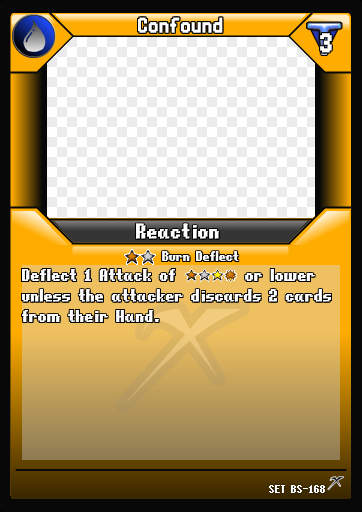 Confound
3
Reaction
Burn Deflect
Deflect 1 Attack of or lower
unless the attacker discards 2 cards
from their Hand.
SET BS-168